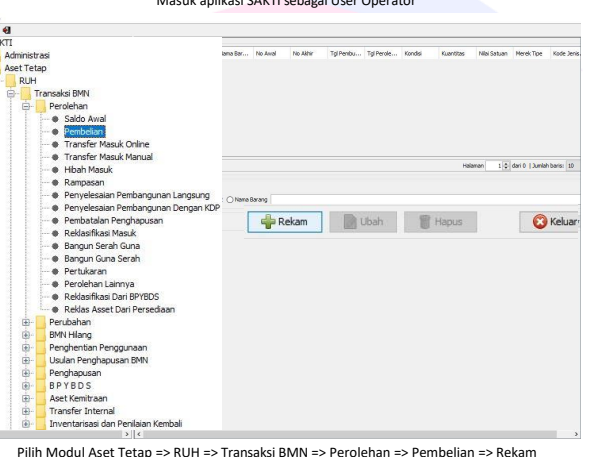 Masuk aplikasi SAKTI sebagai User Operator
KTI
Administrasi
Aset Tetap
RUH
Transaksi BMN
Perolehan
Saldo Awal
Pembelian
Transfer Masuk Online
Transfer Masuk Manual
Hibah Masuk
Rampasan
Penyelesaian Pembangunan Langsung
Penyelesaian Pembangunan Dengan KDP
Pembatalan Penghapusan
Reklasifikasi Masuk
Bangun Serah Guna
Bangun Guna Serah
Pertukaran
Perolehan Lainnya
Reklasifikasi Dari BPYBDS
Reklas Asset Dari Persediaan
Perubahan
BMN Hilang
Penghentian Penggunaan
Usulan Penghapusan BMN
Penghapusan
B P Y B D S
Aset Kemitraan
Transfer Internal
Inventarisasi dan Penilaian Kembali
Nama Bar... No Awal No Akhir Tgl Pembu... Tgl Perole... Kondisi Kuantitas Nilai Satuan Merek Tipe Kode Jenis
Halaman 1 dari 0 | Jumlah baris: 10
Nama Barang
Rekam Ubah Hapus Keluar
Pilih Modul Aset Tetap => RUH => Transaksi BMN => Perolehan => Pembelian => Rekam